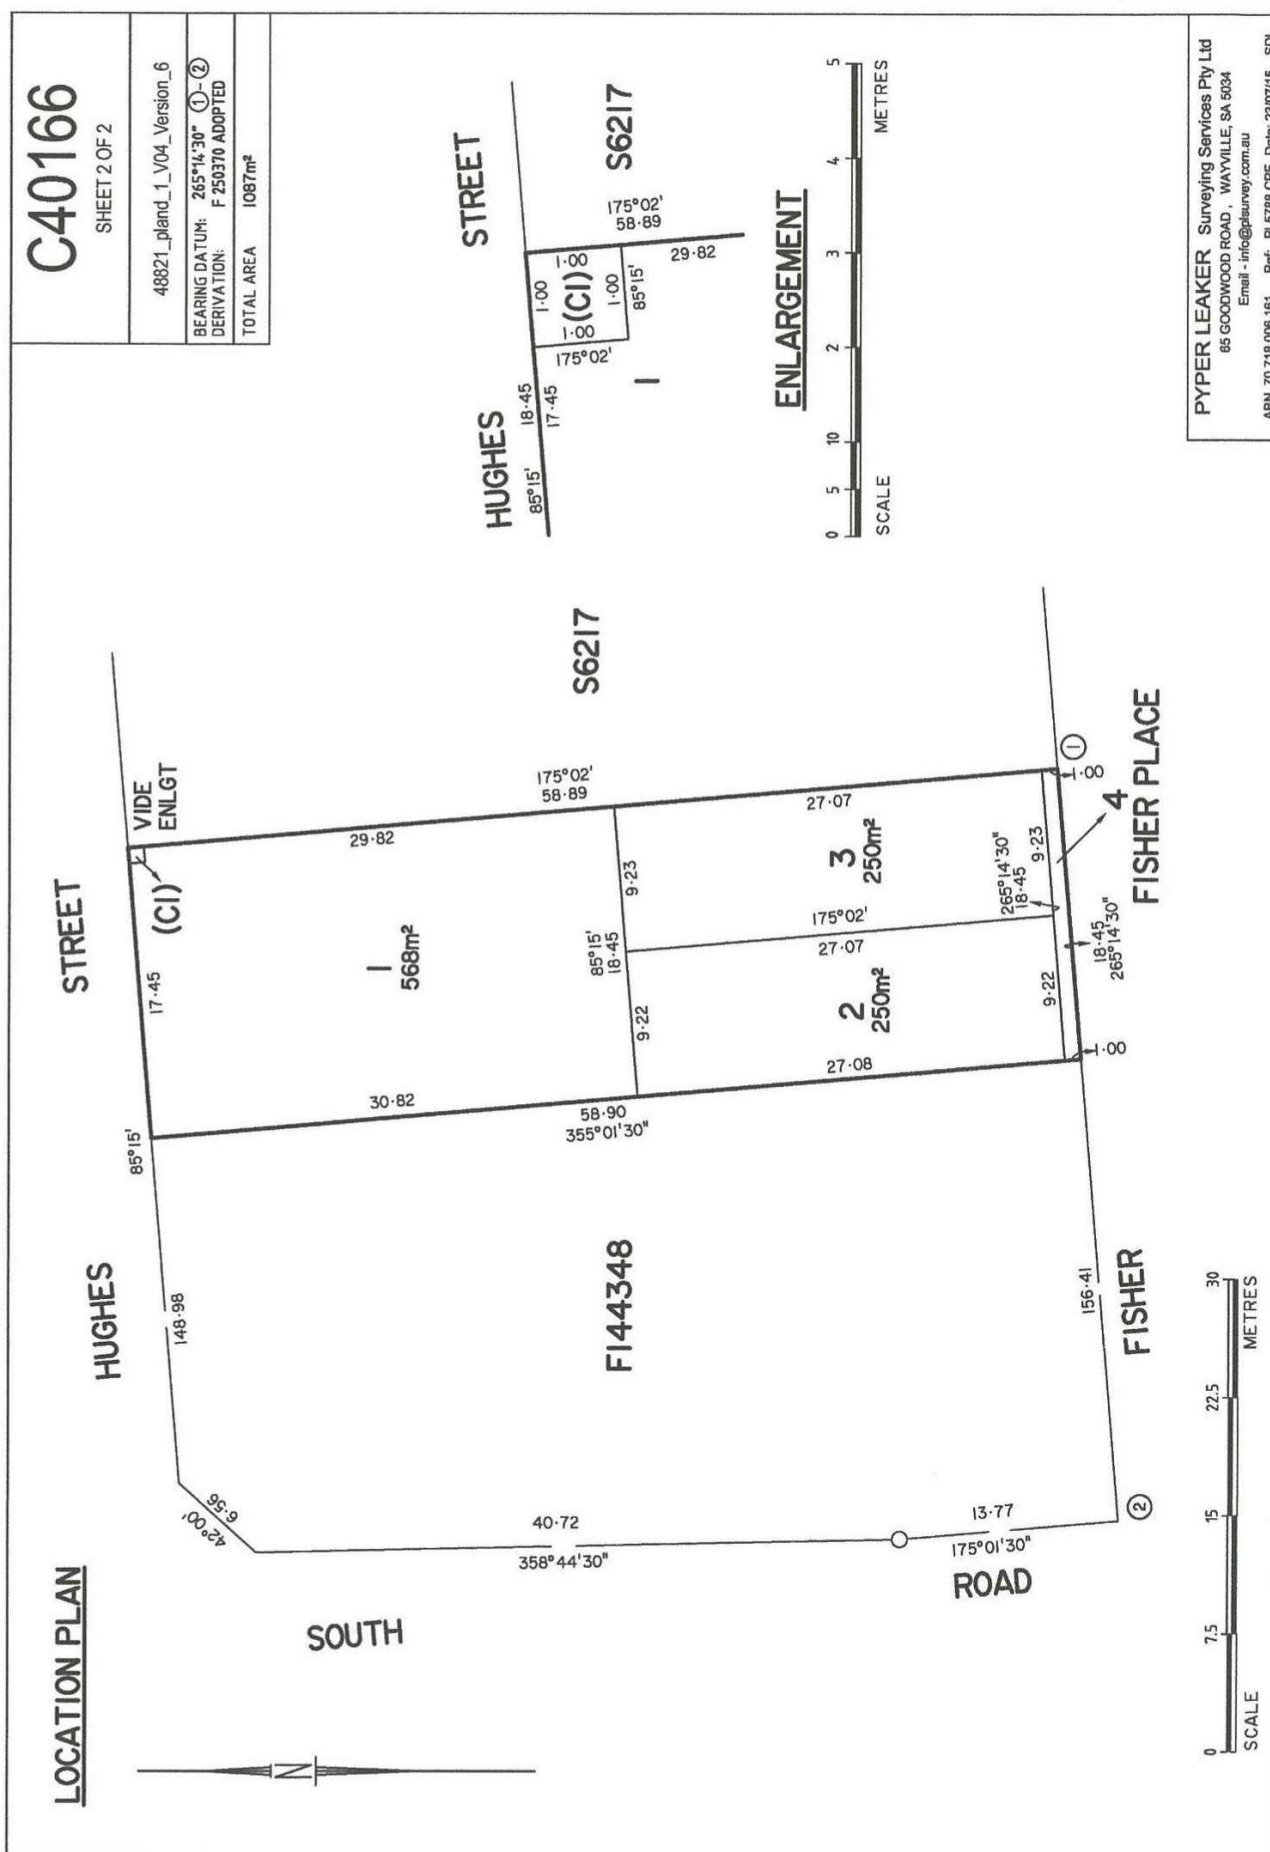 C40166
SHEET 2 OF 2
48821_pland_1_V04_Version_6
BEARING DATUM: 265°14'30" ①-②
DERIVATION: F 250370 ADOPTED
TOTAL AREA 1087m²
LOCATION PLAN
N
SOUTH
ROAD
HUGHES
STREET
VIDE
ENLGT
(C1)
17·45
85°15'
148·98
42°00'
6·56
40·72
358°44'30"
13·77
175°01'30"
②
156·41
F144348
30·82
58·90
355°01'30"
27·08
1
568m²
29·82
175°02'
58·89
S6217
85°15'
18·45
9·22
9·23
2
250m²
175°02'
27·07
3
250m²
27·07
265°14'30"
18·45
9·22
9·23
1·00
1·00
18·45
265°14'30"
4
①
FISHER
FISHER PLACE
0 7.5 15 22.5 30
SCALE METRES
HUGHES
STREET
85°15'
18·45
17·45
1·00
1·00
(C1)
1·00
1·00
175°02'
85°15'
175°02'
58·89
29·82
1
S6217
ENLARGEMENT
0 5 10 2 3 4 5
SCALE METRES
PYPER LEAKER Surveying Services Pty Ltd
65 GOODWOOD ROAD, WAYVILLE, SA 5034
Email - info@plsurvey.com.au